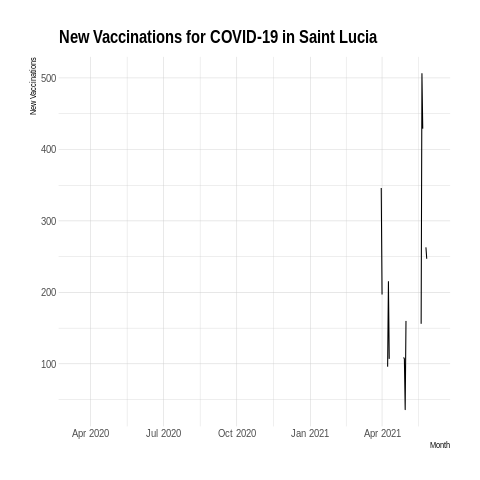 New Vaccinations for COVID-19 in Saint Lucia
New Vaccinations
500
400
300
200
100
Apr 2020 Jul 2020 Oct 2020 Jan 2021 Apr 2021
Month